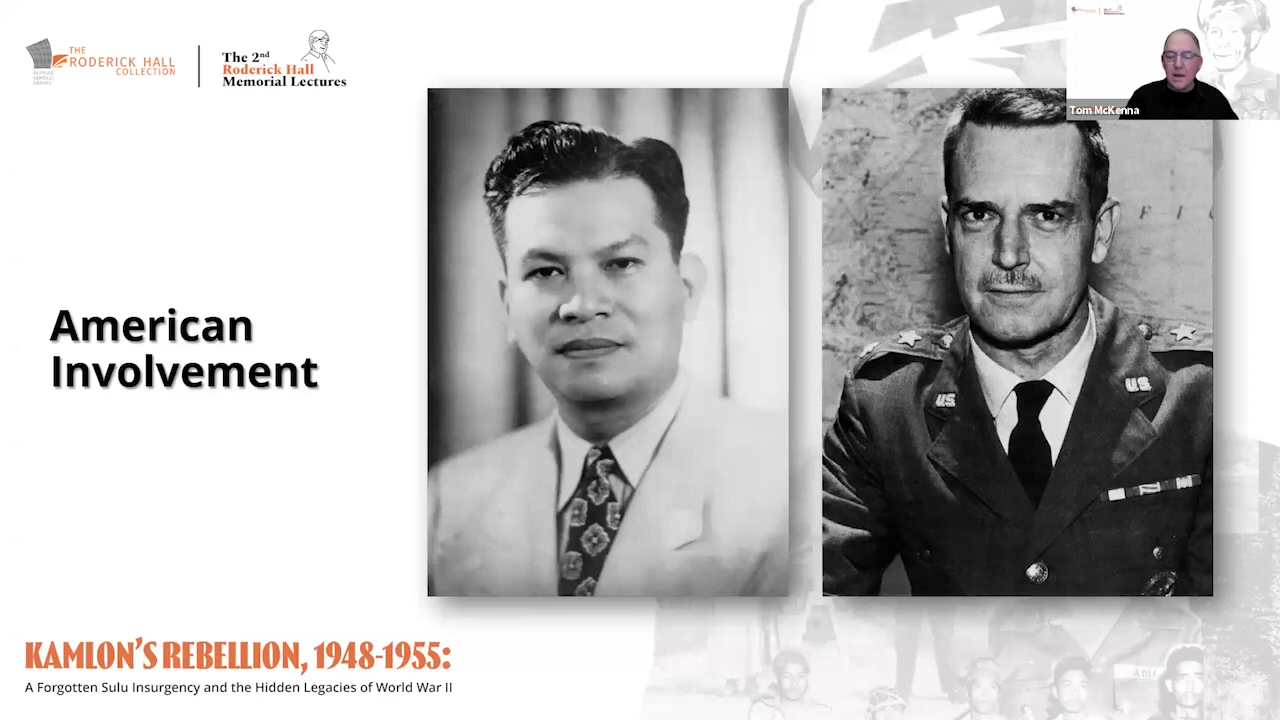 THE
RODERICK HALL
COLLECTION
The 2nd
Roderick Hall
Memorial Lectures
Tom McKenna
U.S.
U.S.
American
Involvement
KAMLON'S REBELLION, 1948-1955:
A Forgotten Sulu Insurgency and the Hidden Legacies of World War II